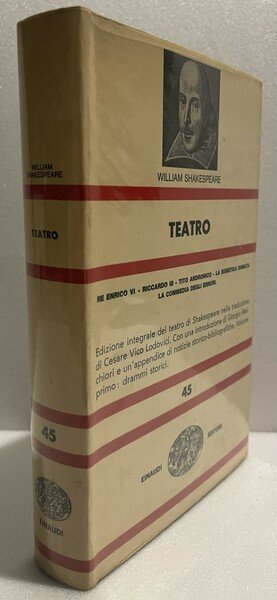 WILLIAM
SHAKESPEARE
TEATRO
45
EINAUDI
WILLIAM SHAKESPEARE
TEATRO
RE ENRICO VI - RICCARDO III - TITO ANDRONICO - LA BISBETICA DOMATA
LA COMMEDIA DEGLI ERRORI.
Edizione integrale del teatro di Shakespeare nella traduzione
di Cesare Vico Lodovici. Con una introduzione di Giorgio Mel-
chiori e un'appendice di notizie storico-bibliografiche. Volume
primo: drammi storici.
45
EINAUDI
EDITORE